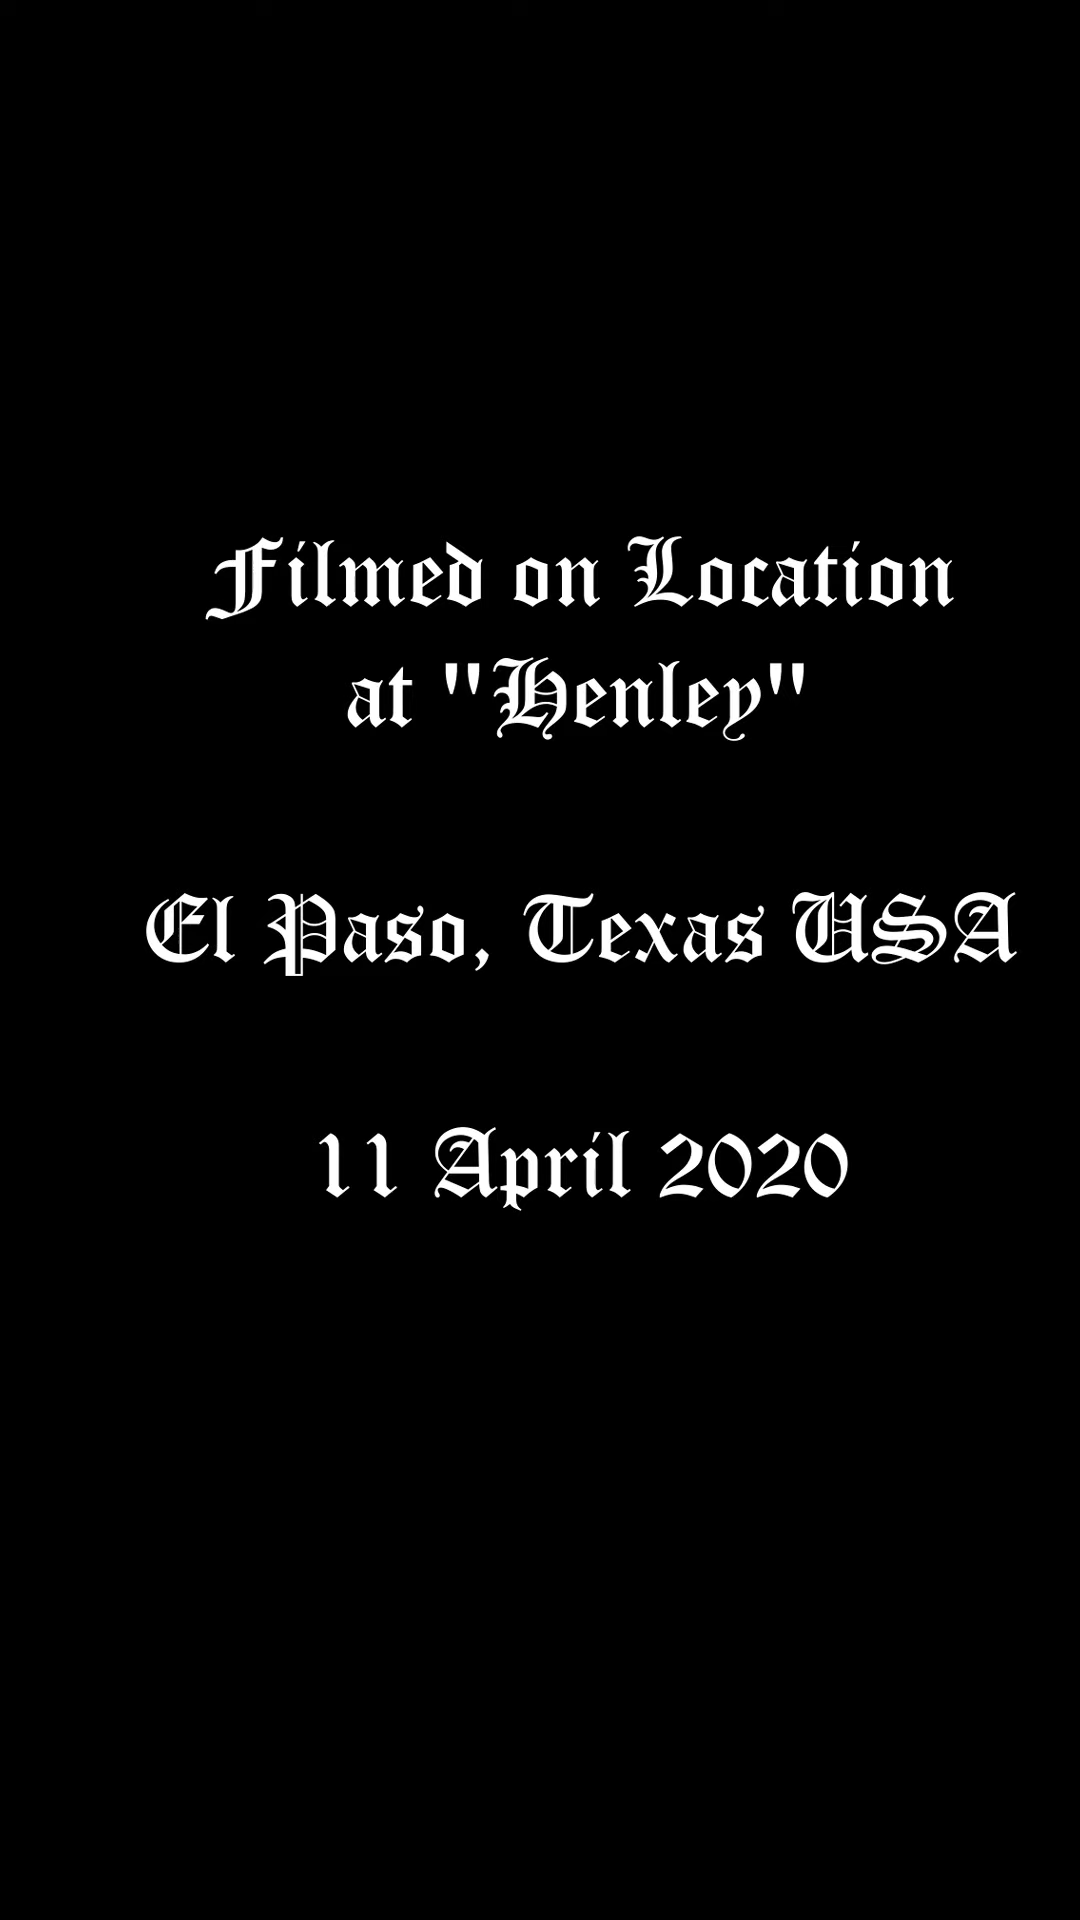 Filmed on Location
at "Henley"
El Paso, Texas USA
11 April 2020